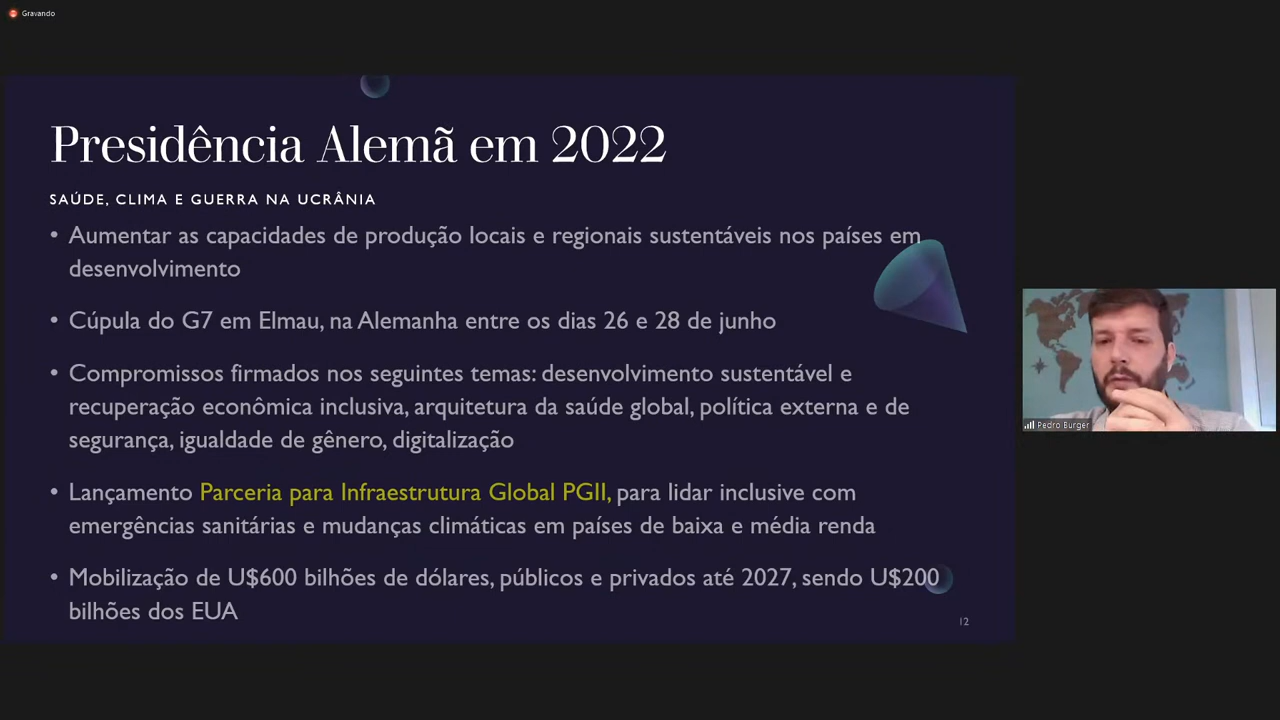 Gravando
Presidência Alemã em 2022
SAÚDE, CLIMA E GUERRA NA UCRÂNIA
• Aumentar as capacidades de produção locais e regionais sustentáveis nos países em
desenvolvimento
• Cúpula do G7 em Elmau, na Alemanha entre os dias 26 e 28 de junho
• Compromissos firmados nos seguintes temas: desenvolvimento sustentável e
recuperação econômica inclusiva, arquitetura da saúde global, política externa e de
segurança, igualdade de gênero, digitalização
• Lançamento Parceria para Infraestrutura Global PGII, para lidar inclusive com
emergências sanitárias e mudanças climáticas em países de baixa e média renda
• Mobilização de U$600 bilhões de dólares, públicos e privados até 2027, sendo U$200
bilhões dos EUA
12
Pedro Burger